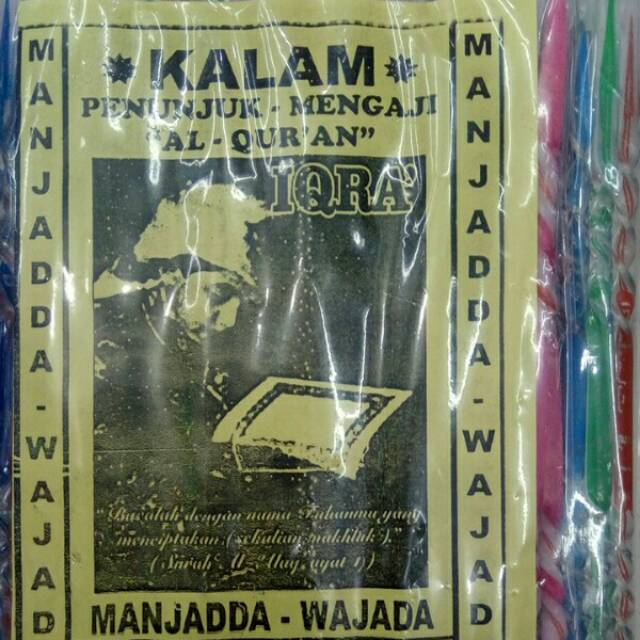 KALAM
PENUNJUK - MENGAJI
"AL - QUR'AN"
IQRA'
"Bacalah dengan nama Tuhanmu yang
menciptakan (sekalian makhluk),"
(Surah Al - Alaq, ayat 1))
MANJADDA - WAJADA
MANJADDA - WAJAD
MANJADDA - WAJAD